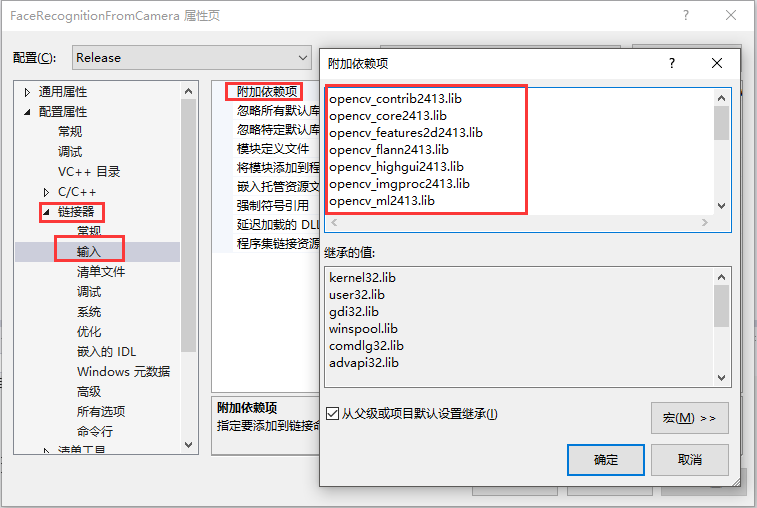 FaceRecognitionFromCamera 属性页
配置(C):
Release
通用属性
配置属性
常规
调试
VC++ 目录
C/C++
链接器
常规
输入
清单文件
调试
系统
优化
嵌入的 IDL
Windows 元数据
高级
所有选项
命令行
清单工具
附加依赖项
忽略所有默认库
忽略特定默认库
模块定义文件
将模块添加到程
嵌入托管资源文
强制符号引用
延迟加载的 DLL
程序集链接资源
附加依赖项
指定要添加到链接命
附加依赖项
opencv_contrib2413.lib
opencv_core2413.lib
opencv_features2d2413.lib
opencv_flann2413.lib
opencv_highgui2413.lib
opencv_imgproc2413.lib
opencv_ml2413.lib
继承的值:
kernel32.lib
user32.lib
gdi32.lib
winspool.lib
comdlg32.lib
advapi32.lib
从父级或项目默认设置继承(I)
宏(M) >>
确定
取消